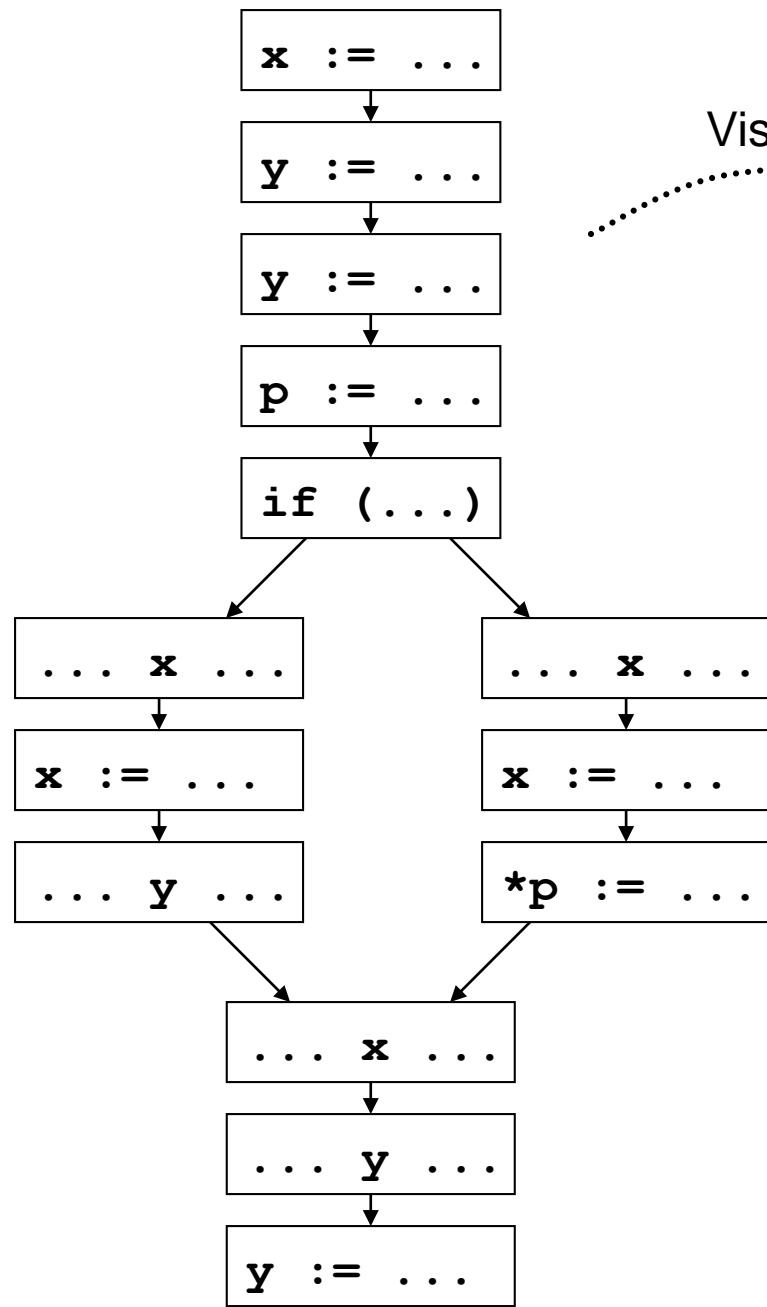 x := ...
Vis
y := ...
y := ...
p := ...
if (...)
... x ...
x := ...
... y ...
... x ...
x := ...
*p := ...
... x ...
... y ...
y := ...